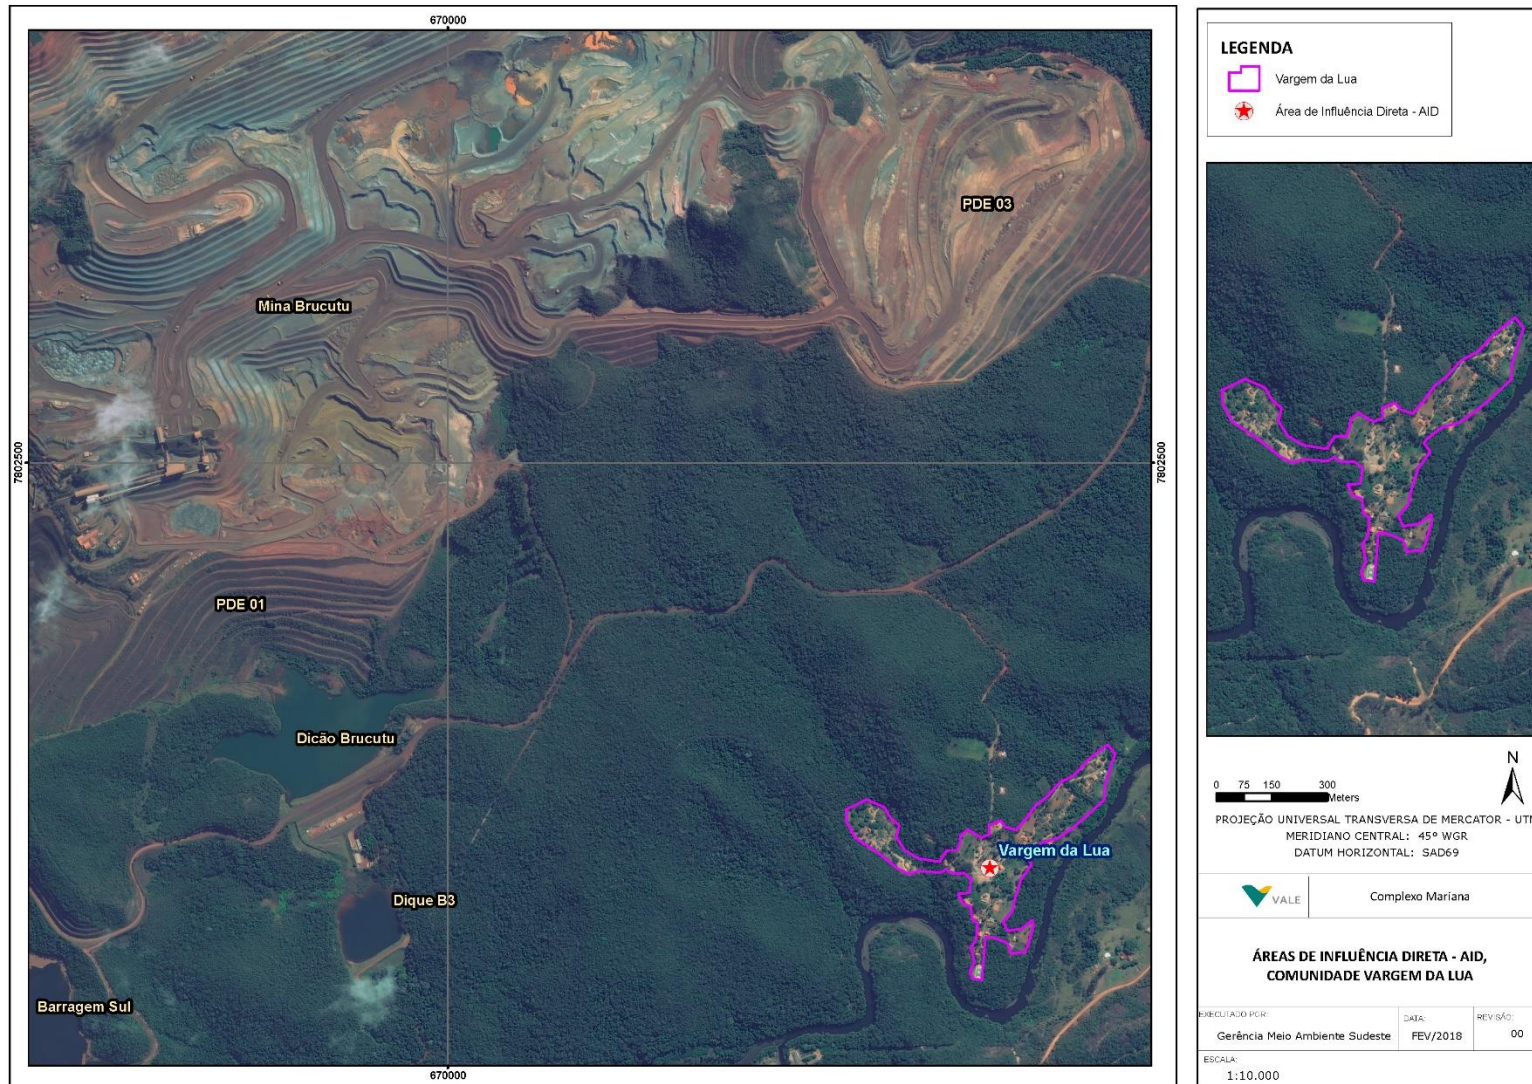 670000
7802500
7802500
PDE 03
Mina Brucutu
PDE 01
Dicão Brucutu
Vargem da Lua
Dique B3
Barragem Sul
670000
LEGENDA
Vargem da Lua
Área de Influência Direta - AID
0 75 150 300
Meters
N
PROJEÇÃO UNIVERSAL TRANSVERSA DE MERCATOR - UTM
MERIDIANO CENTRAL: 45º WGR
DATUM HORIZONTAL: SAD69
VALE
Complexo Mariana
ÁREAS DE INFLUÊNCIA DIRETA - AID,
COMUNIDADE VARGEM DA LUA
EXECUTADO POR:
Gerência Meio Ambiente Sudeste
DATA:
FEV/2018
REVISÃO:
00
ESCALA:
1:10.000